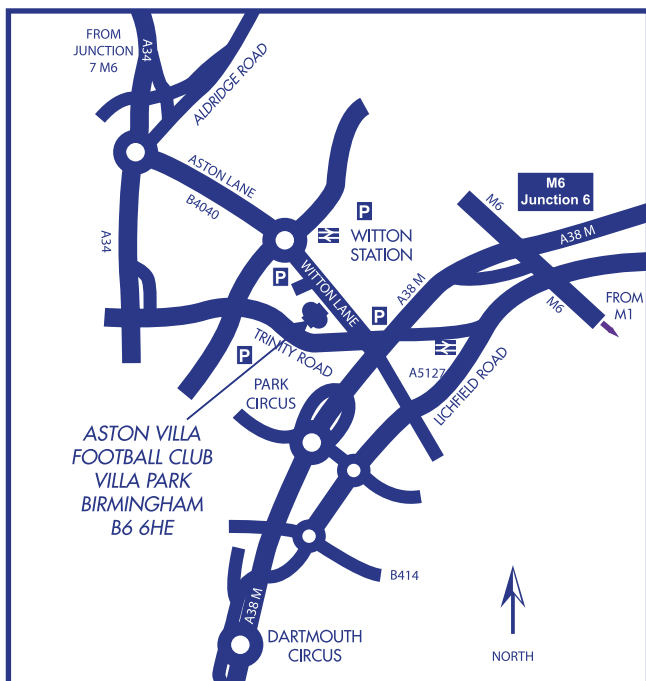 FROM
JUNCTION
7 M6
A34
ALDRIDGE ROAD
ASTON LANE
B4040
A34
P
WITTON
STATION
M6
Junction 6
M6
A38 M
M6
FROM
M1
P
WITTON LANE
A38 M
P
P
TRINITY ROAD
A5127
LICHFIELD ROAD
PARK
CIRCUS
ASTON VILLA
FOOTBALL CLUB
VILLA PARK
BIRMINGHAM
B6 6HE
B414
A38 M
DARTMOUTH
CIRCUS
NORTH